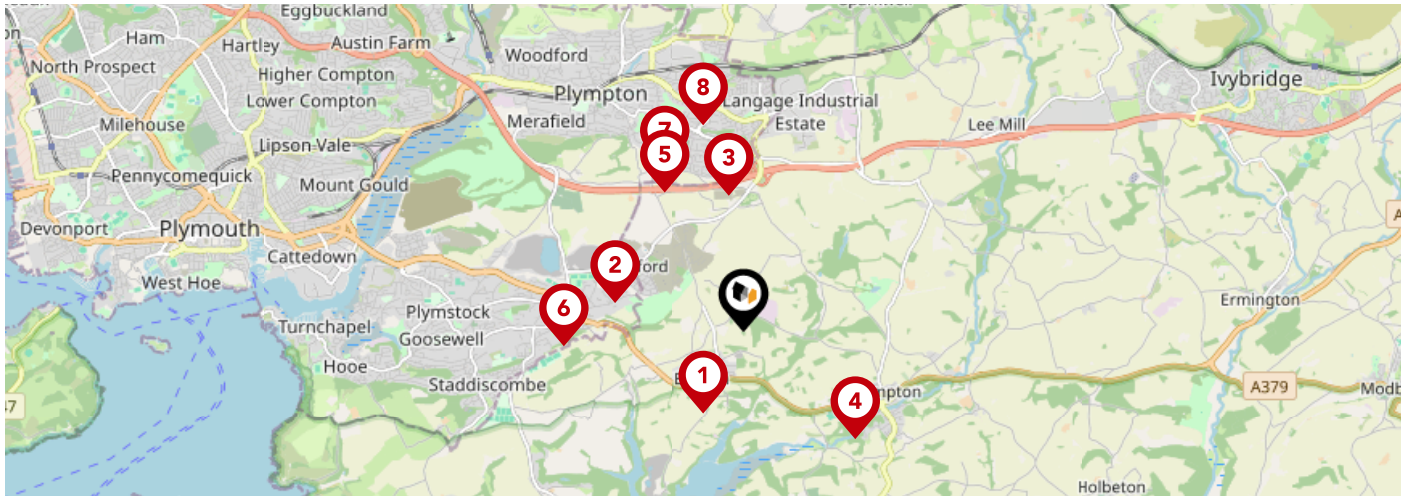 Eggbuckland
Ham
Hartley
Austin Farm
Woodford
North Prospect
Higher Compton
Ivybridge
Plympton
8
Lower Compton
Langage Industrial
Estate
Milehouse
Merafield
7
Lee Mill
Lipson Vale
5
3
Pennycomequick
Mount Gould
Devonport
Plymouth
A
Cattedown
2
ford
West Hoe
Ermington
6
Plymstock
Turnchapel
Goosewell
Hooe
1
Staddiscombe
A379
Modb
4
mpton
47
Holbeton